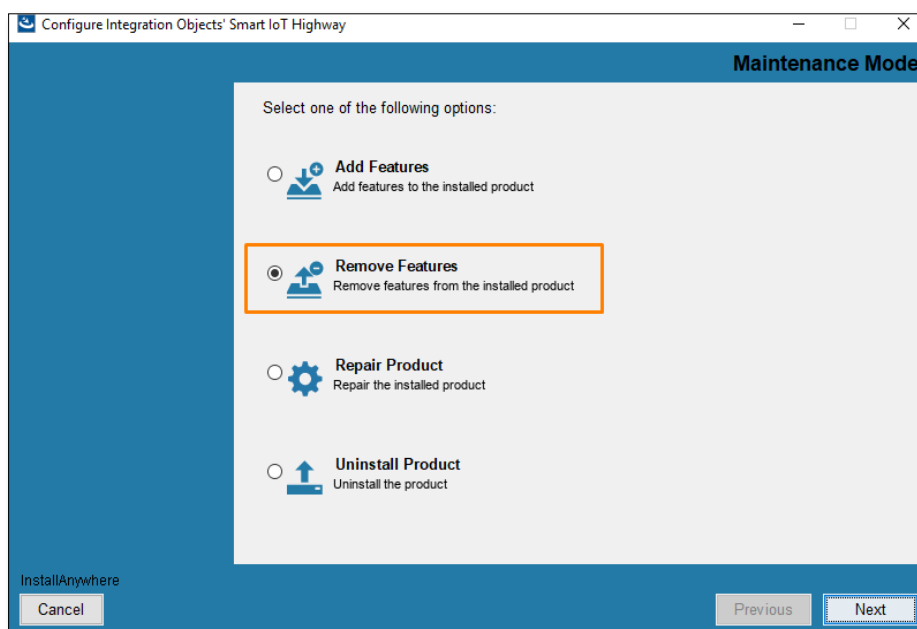 Configure Integration Objects' Smart IoT Highway
Maintenance Mode
Select one of the following options:
Add Features
Add features to the installed product
Remove Features
Remove features from the installed product
Repair Product
Repair the installed product
Uninstall Product
Uninstall the product
InstallAnywhere
Cancel
Previous
Next